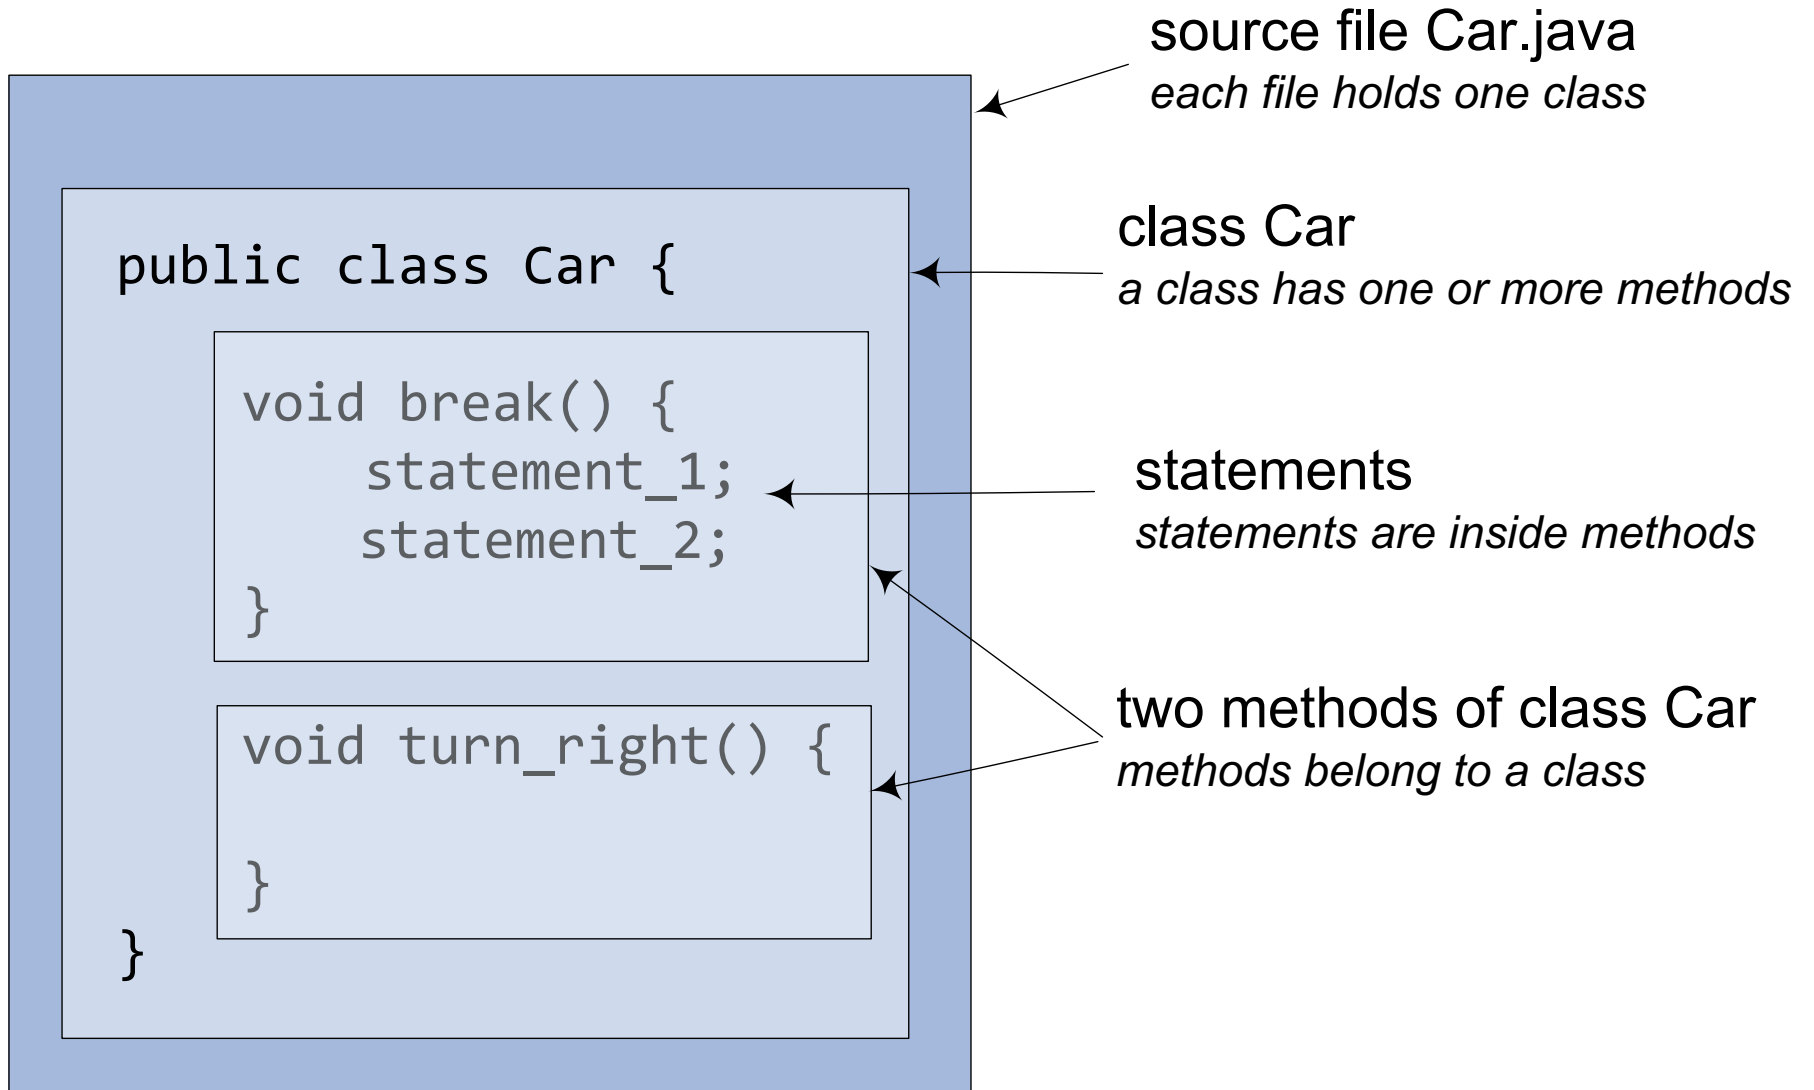 source file Car.java
each file holds one class
public class Car {
class Car
a class has one or more methods
void break() {
statement_1;
statement_2;
}
statements
statements are inside methods
void turn_right() {
}
two methods of class Car
methods belong to a class
}